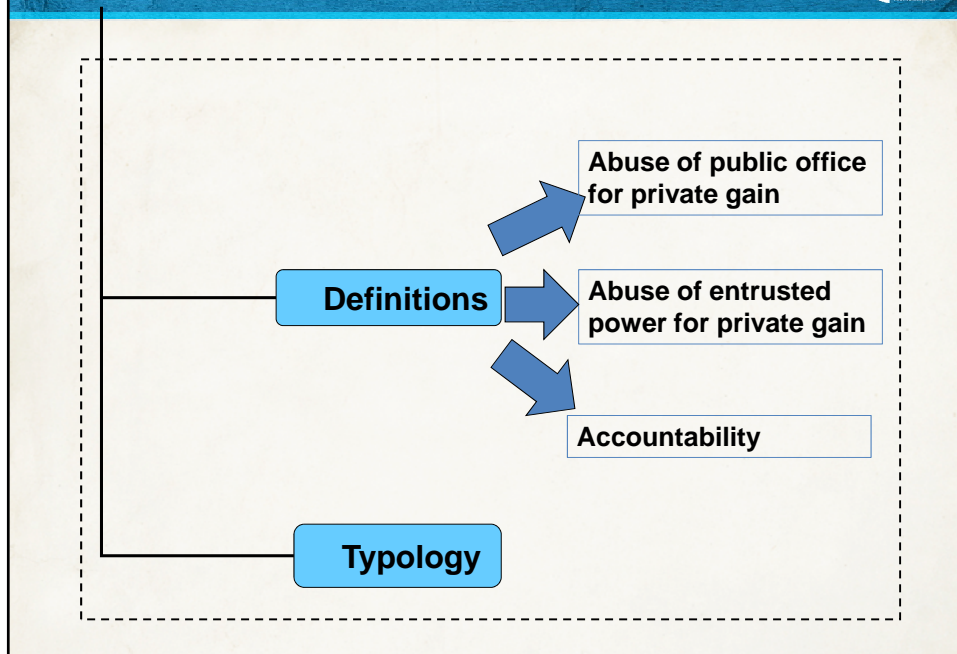 Abuse of public office
for private gain
Definitions
Abuse of entrusted
power for private gain
Accountability
Typology